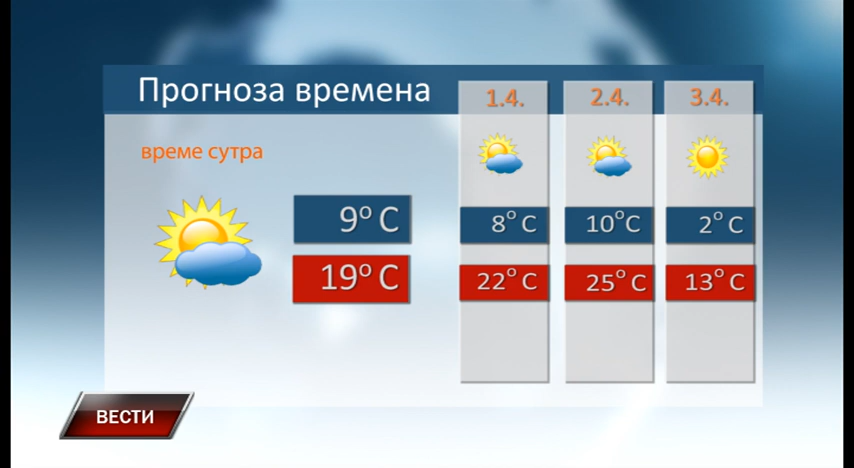 Прогноза времена
време сутра
9° C
19° C
1.4.
8° C
22° C
2.4.
10°C
25° C
3.4.
2° C
13° C
ВЕСТИ